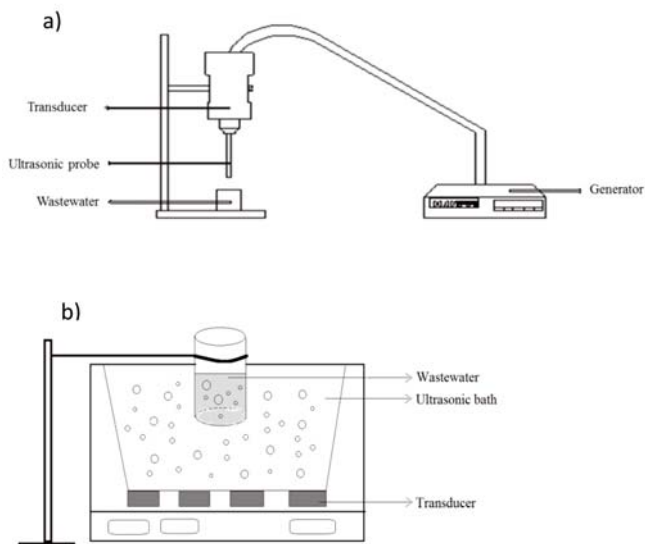 a)
Transducer
Ultrasonic probe
Wastewater
Generator
b)
Wastewater
Ultrasonic bath
Transducer